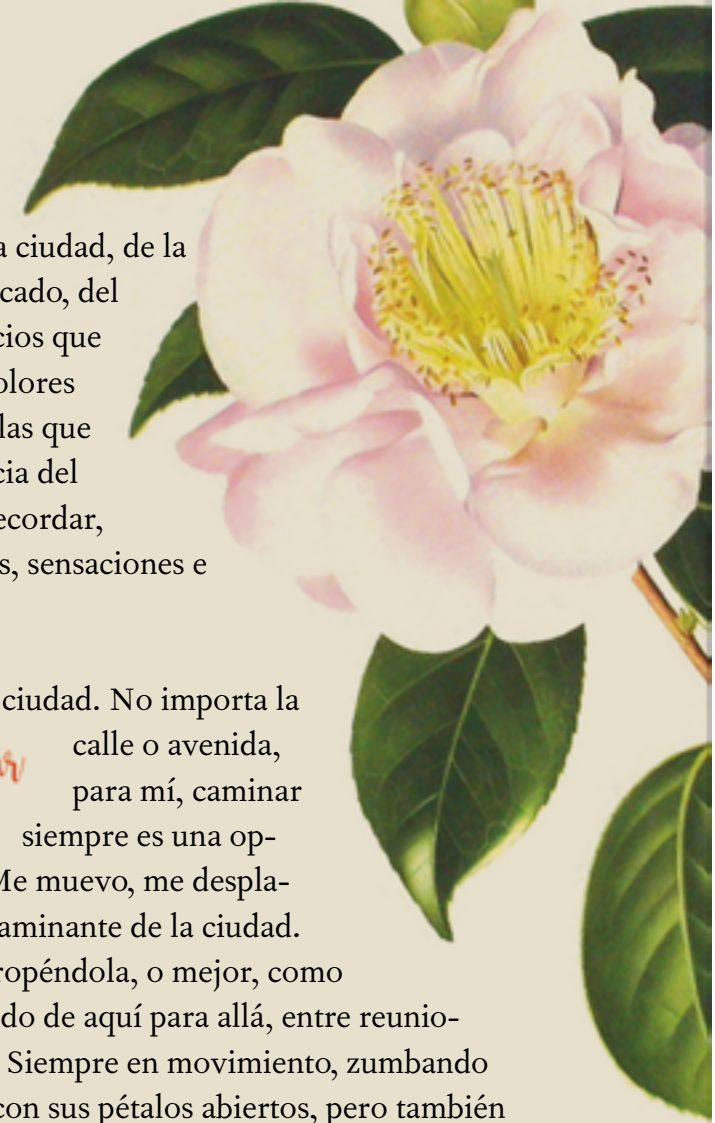 a ciudad, de la
cado, del
cios que
olores
las que
cia del
ecordar,
s, sensaciones e
ciudad. No importa la
calle o avenida,
para mí, caminar
siempre es una op-
Me muevo, me despla-
aminante de la ciudad.
ropéndola, o mejor, como
do de aquí para allá, entre reunio-
Siempre en movimiento, zumbando
con sus pétalos abiertos, pero también